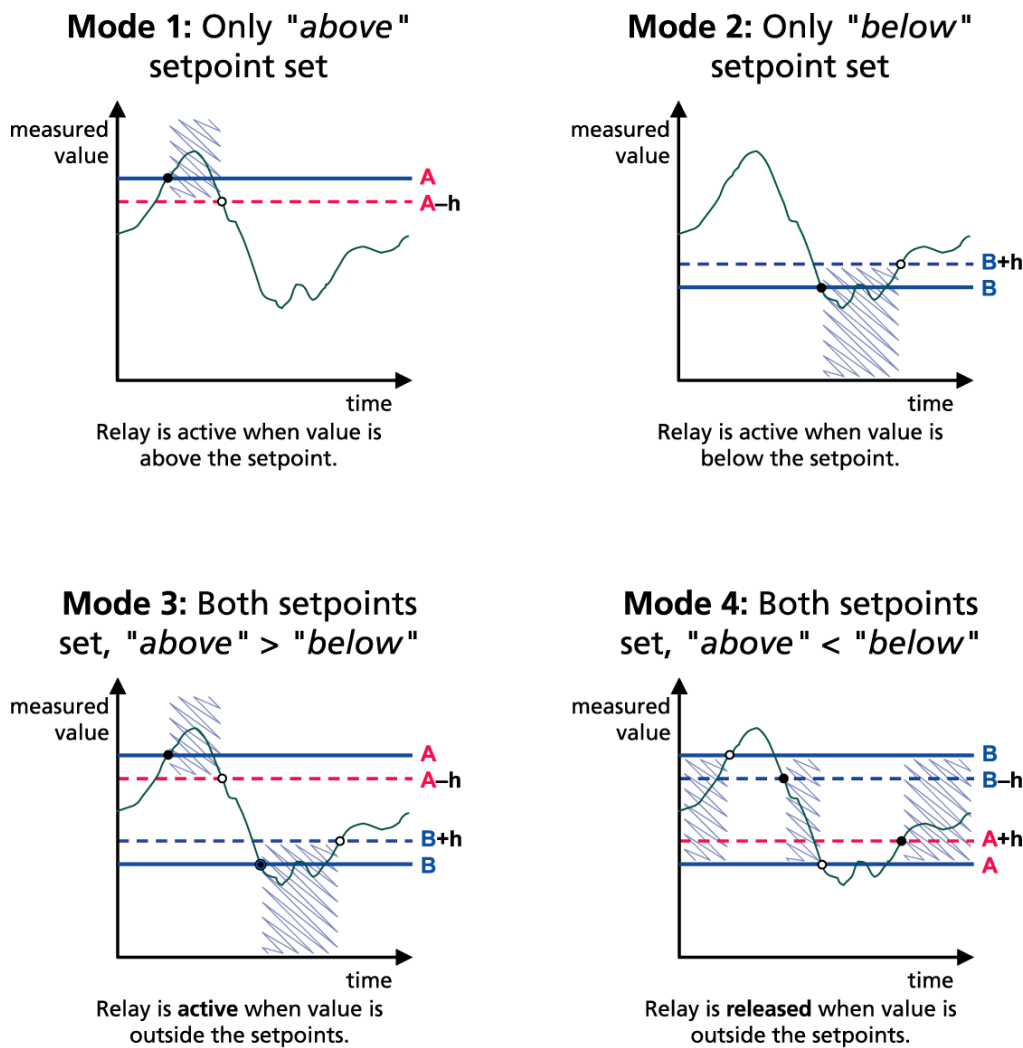 Mode 1: Only "above"
setpoint set
measured
value
A
A–h
time
Relay is active when value is
above the setpoint.
Mode 2: Only "below"
setpoint set
measured
value
B+h
B
time
Relay is active when value is
below the setpoint.
Mode 3: Both setpoints
set, "above" > "below"
measured
value
A
A–h
B+h
B
time
Relay is active when value is
outside the setpoints.
Mode 4: Both setpoints
set, "above" < "below"
measured
value
B
B–h
A+h
A
time
Relay is released when value is
outside the setpoints.